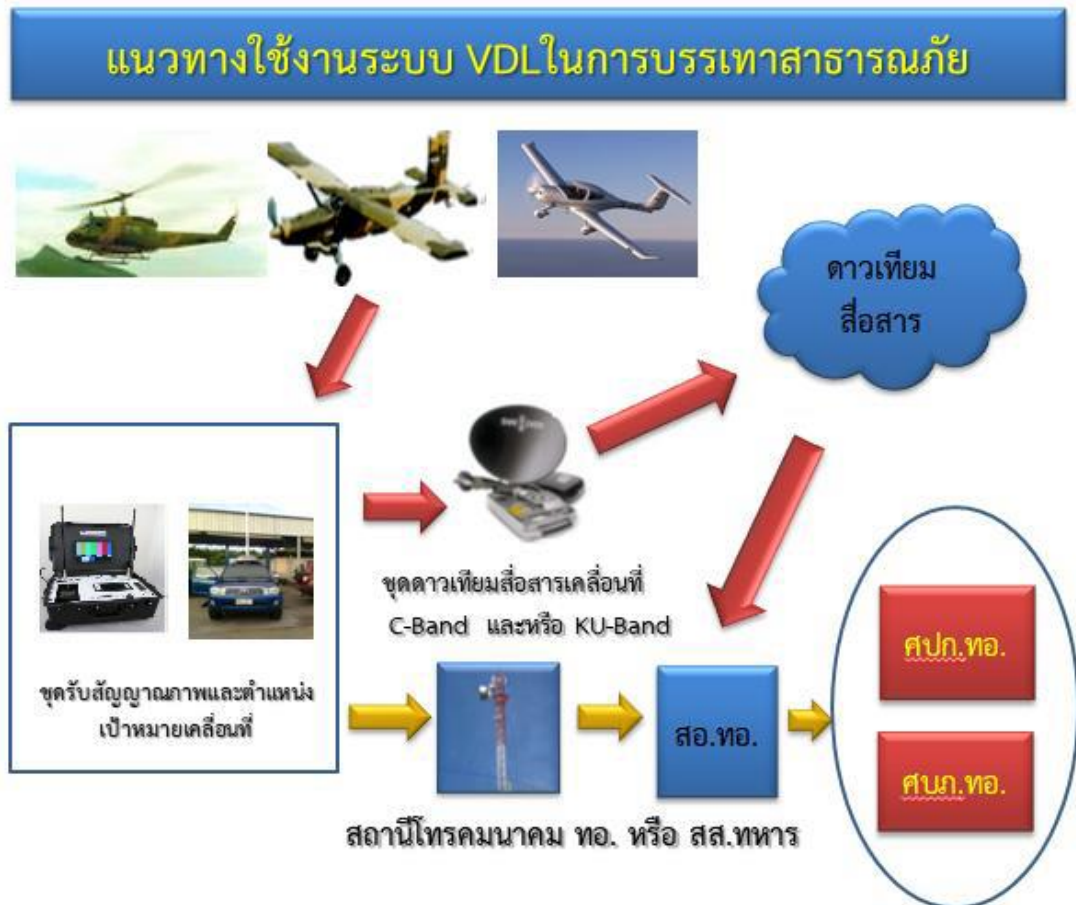 แนวทางใช้งานระบบ VDLในการบรรเทาสาธารณภัย
ดาวเทียม
สื่อสาร
ชุดดาวเทียมสื่อสารเคลื่อนที่
C-Band และหรือ KU-Band
ชุดรับสัญญาณภาพและตำแหน่ง
เป้าหมายเคลื่อนที่
สอ.ทอ.
ศปก.ทอ.
ศบภ.ทอ.
สถานีโทรคมนาคม ทอ. หรือ สส.ทหาร